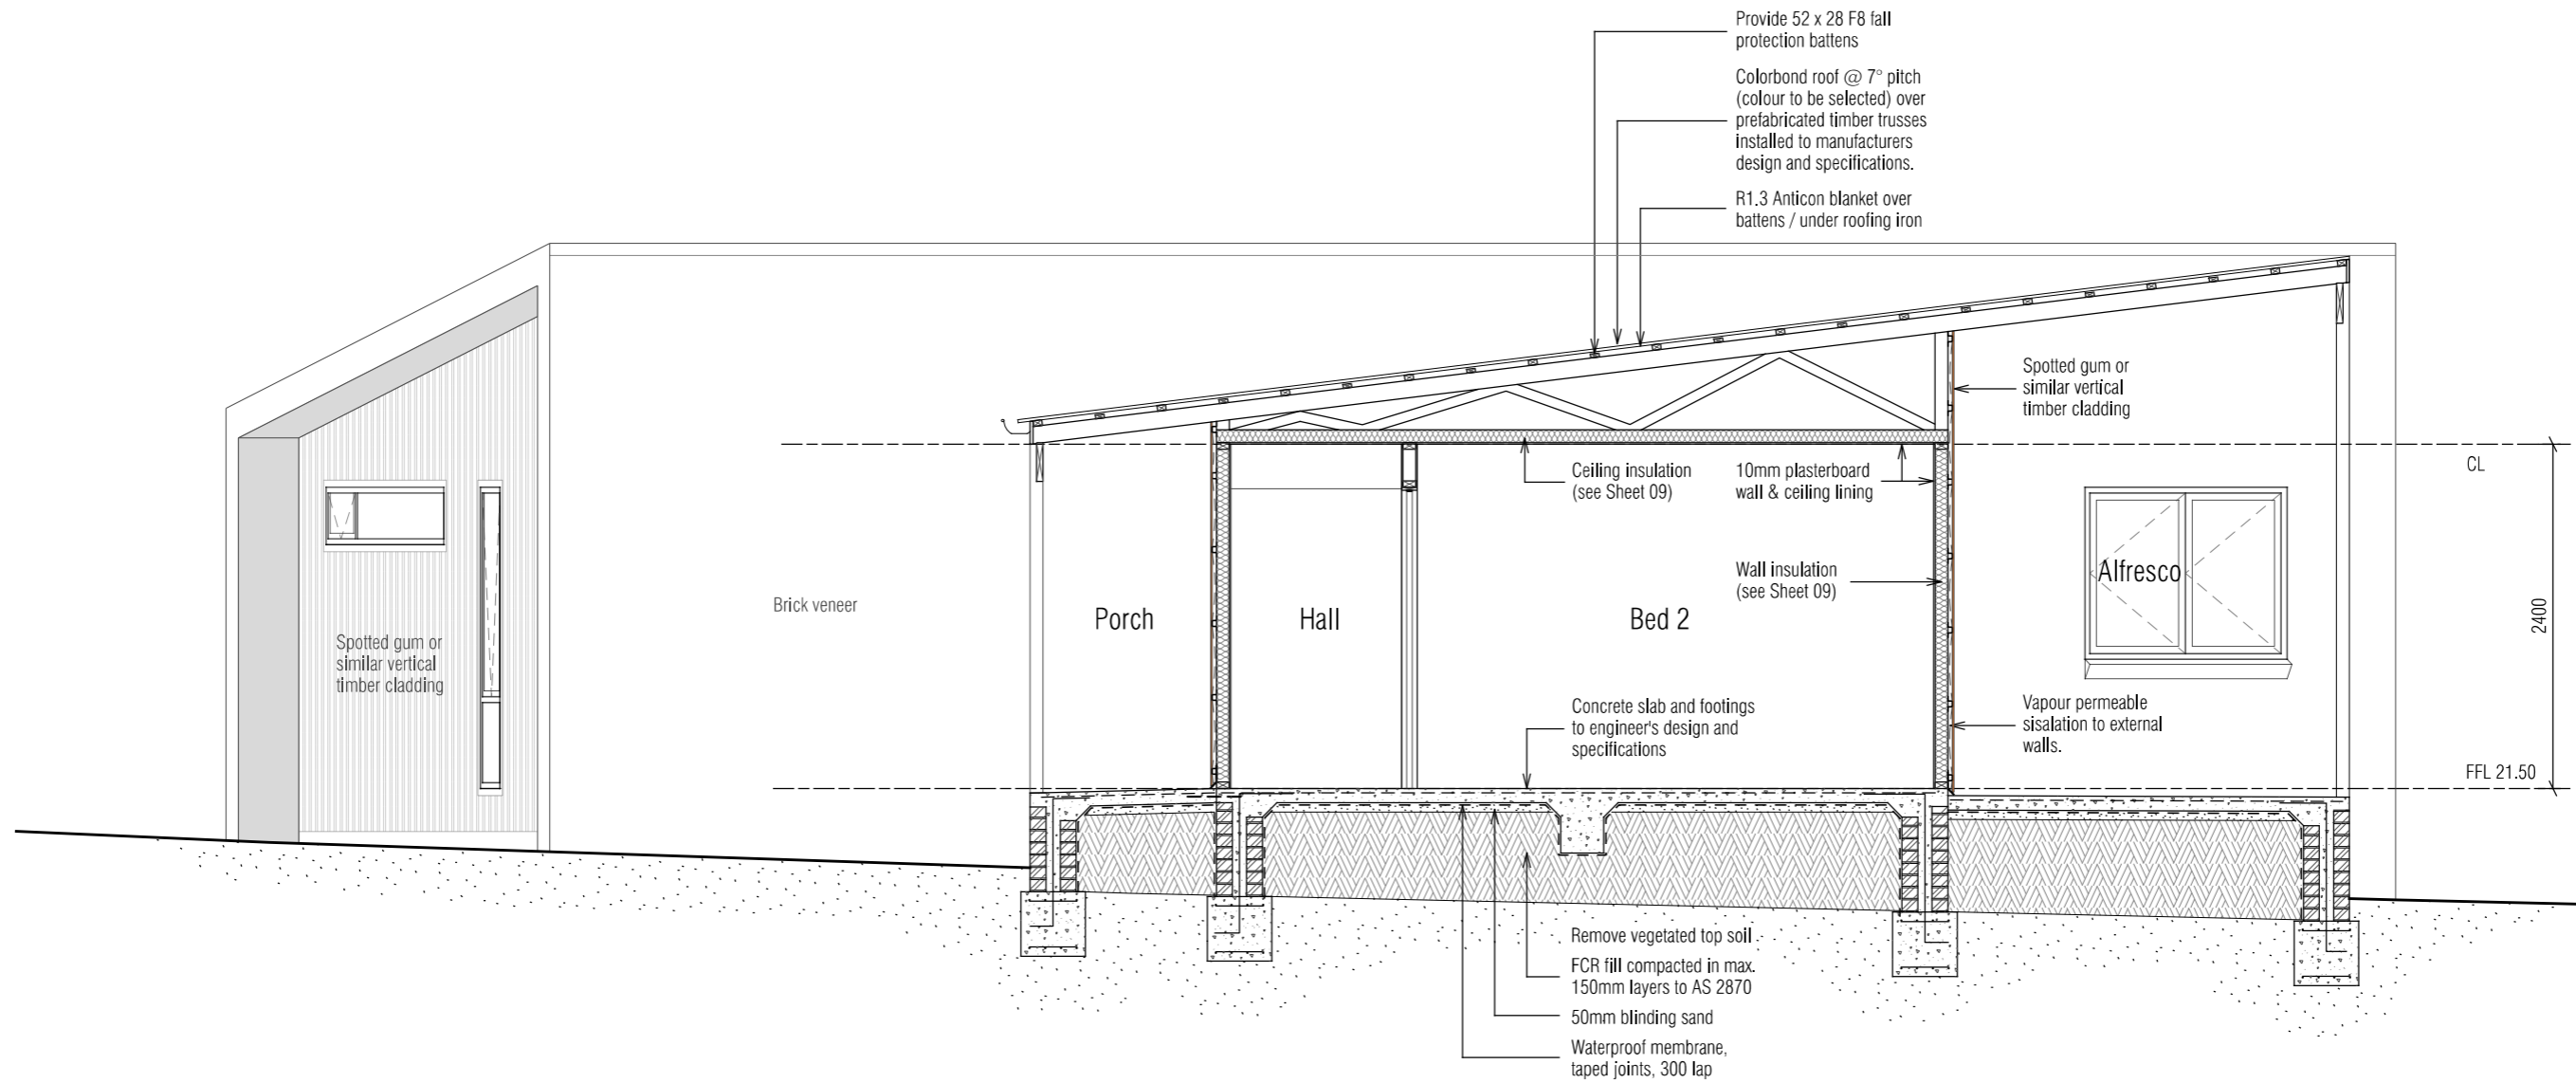 Provide 52 x 28 F8 fall
protection battens
Colorbond roof @ 7° pitch
(colour to be selected) over
prefabricated timber trusses
installed to manufacturers
design and specifications.
R1.3 Anticon blanket over
battens / under roofing iron
Spotted gum or
similar vertical
timber cladding
Ceiling insulation
(see Sheet 09)
10mm plasterboard
wall & ceiling lining
CL
Wall insulation
(see Sheet 09)
Alfresco
2400
Brick veneer
Porch
Hall
Bed 2
Spotted gum or
similar vertical
timber cladding
Concrete slab and footings
to engineer's design and
specifications
Vapour permeable
sisalation to external
walls.
FFL 21.50
Remove vegetated top soil
FCR fill compacted in max.
150mm layers to AS 2870
50mm blinding sand
Waterproof membrane,
taped joints, 300 lap